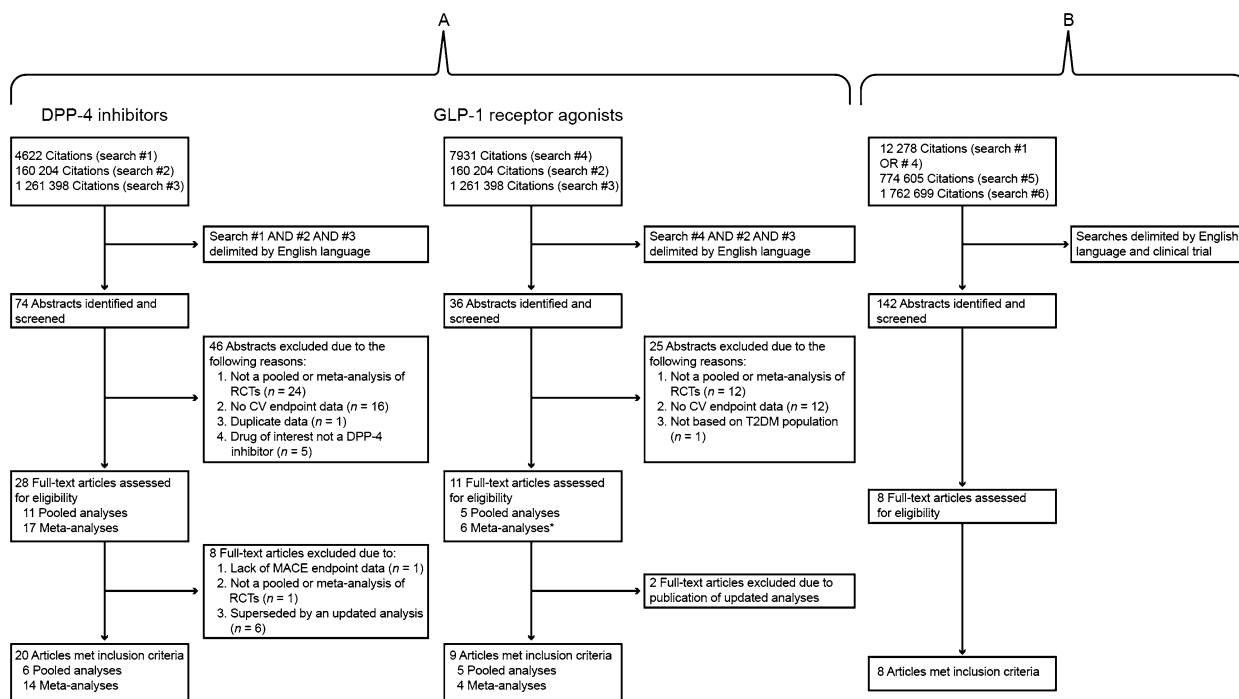 A
B
DPP-4 inhibitors
GLP-1 receptor agonists
4622 Citations (search #1)
160 204 Citations (search #2)
1 261 398 Citations (search #3)
7931 Citations (search #4)
160 204 Citations (search #2)
1 261 398 Citations (search #3)
12 278 Citations (search #1
OR # 4)
774 605 Citations (search #5)
1 762 699 Citations (search #6)
Search #1 AND #2 AND #3
delimited by English language
Search #4 AND #2 AND #3
delimited by English language
Searches delimited by English
language and clinical trial
74 Abstracts identified and
screened
36 Abstracts identified and
screened
142 Abstracts identified and
screened
46 Abstracts excluded due to the
following reasons:
1. Not a pooled or meta-analysis of
RCTs (n = 24)
2. No CV endpoint data (n = 16)
3. Duplicate data (n = 1)
4. Drug of interest not a DPP-4
inhibitor (n = 5)
25 Abstracts excluded due to the
following reasons:
1. Not a pooled or meta-analysis of
RCTs (n = 12)
2. No CV endpoint data (n = 12)
3. Not based on T2DM population
(n = 1)
28 Full-text articles assessed
for eligibility
11 Pooled analyses
17 Meta-analyses
11 Full-text articles assessed
for eligibility
5 Pooled analyses
6 Meta-analyses*
8 Full-text articles assessed for
eligibility
8 Full-text articles excluded due to:
1. Lack of MACE endpoint data (n = 1)
2. Not a pooled or meta-analysis of
RCTs (n = 1)
3. Superseded by an updated analysis
(n = 6)
2 Full-text articles excluded due to
publication of updated analyses
20 Articles met inclusion criteria
6 Pooled analyses
14 Meta-analyses
9 Articles met inclusion criteria
5 Pooled analyses
4 Meta-analyses
8 Articles met inclusion criteria